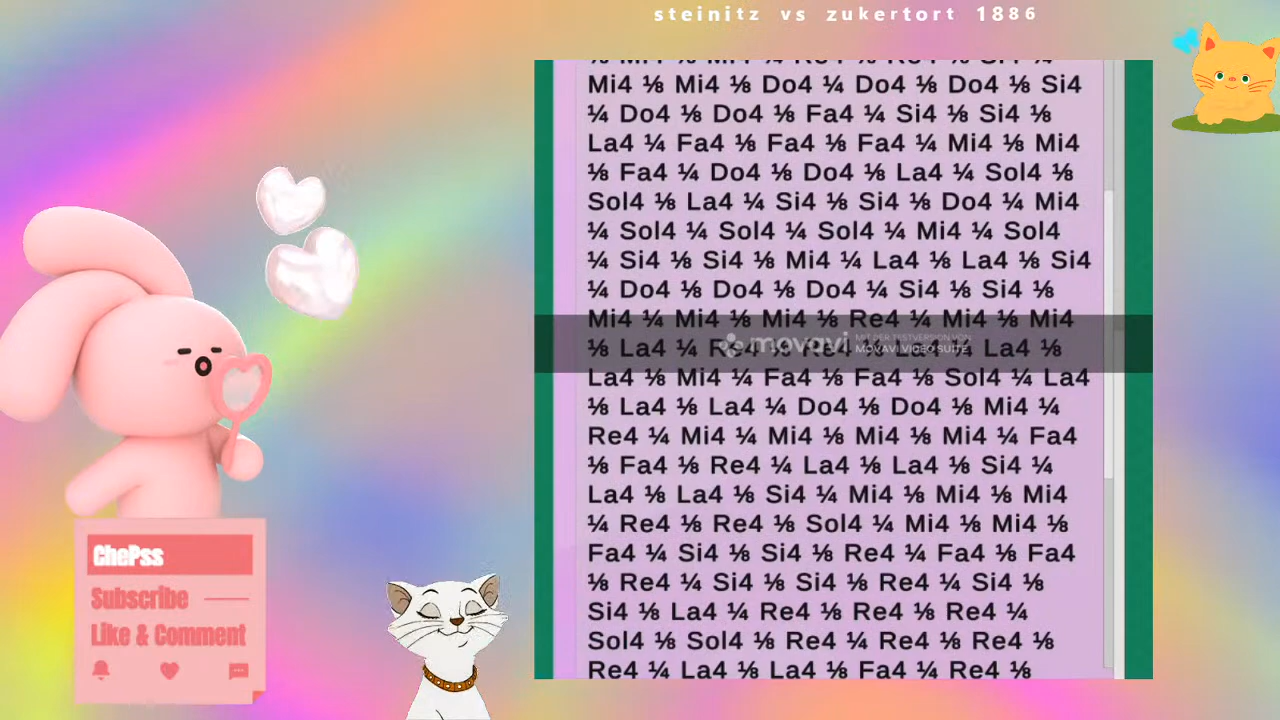 steinitz vs zukertort 1886
Mi4 ⅛ Mi4 ⅛ Do4 ¼ Do4 ⅛ Do4 ⅛ Si4
¼ Do4 ⅛ Do4 ⅛ Fa4 ¼ Si4 ⅛ Si4 ⅛
La4 ¼ Fa4 ⅛ Fa4 ⅛ Fa4 ¼ Mi4 ⅛ Mi4
⅛ Fa4 ¼ Do4 ⅛ Do4 ⅛ La4 ¼ Sol4 ⅛
Sol4 ⅛ La4 ¼ Si4 ⅛ Si4 ⅛ Do4 ¼ Mi4
¼ Sol4 ¼ Sol4 ¼ Sol4 ¼ Mi4 ¼ Sol4
¼ Si4 ⅛ Si4 ⅛ Mi4 ¼ La4 ⅛ La4 ⅛ Si4
¼ Do4 ⅛ Do4 ⅛ Do4 ¼ Si4 ⅛ Si4 ⅛
Mi4 ¼ Mi4 ⅛ Mi4 ⅛ Re4 ¼ Mi4 ⅛ Mi4
⅛ La4 ¼ La4 ⅛
movavi
MIT DER TESTVERSION VON
MOVAVI VIDEO SUITE
La4 ⅛ Mi4 ¼ Fa4 ⅛ Fa4 ⅛ Sol4 ¼ La4
⅛ La4 ⅛ La4 ¼ Do4 ⅛ Do4 ⅛ Mi4 ¼
Re4 ¼ Mi4 ¼ Mi4 ⅛ Mi4 ⅛ Mi4 ¼ Fa4
⅛ Fa4 ⅛ Re4 ¼ La4 ⅛ La4 ⅛ Si4 ¼
La4 ⅛ La4 ⅛ Si4 ¼ Mi4 ⅛ Mi4 ⅛ Mi4
¼ Re4 ⅛ Re4 ⅛ Sol4 ¼ Mi4 ⅛ Mi4 ⅛
Fa4 ¼ Si4 ⅛ Si4 ⅛ Re4 ¼ Fa4 ⅛ Fa4
⅛ Re4 ¼ Si4 ⅛ Si4 ⅛ Re4 ¼ Si4 ⅛
Si4 ⅛ La4 ¼ Re4 ⅛ Re4 ⅛ Re4 ¼
Sol4 ⅛ Sol4 ⅛ Re4 ¼ Re4 ⅛ Re4 ⅛
Re4 ¼ La4 ⅛ La4 ⅛ Fa4 ¼ Re4 ⅛
ChePss
Subscribe
Like & Comment